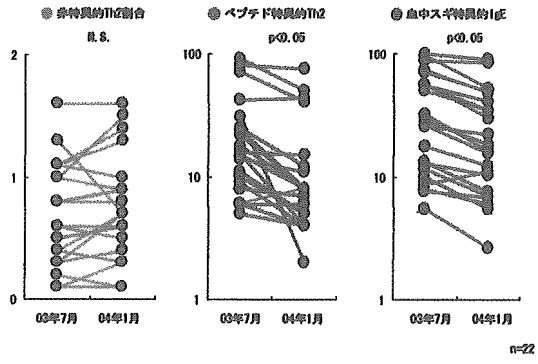 非特異的Th2割合
N.S.
2
1
0
03年7月 04年1月
ペプチド特異的Th2
p<0.05
100
10
1
03年7月 04年1月
血中スギ特異的IgE
p<0.05
100
10
1
03年7月 04年1月
n=22